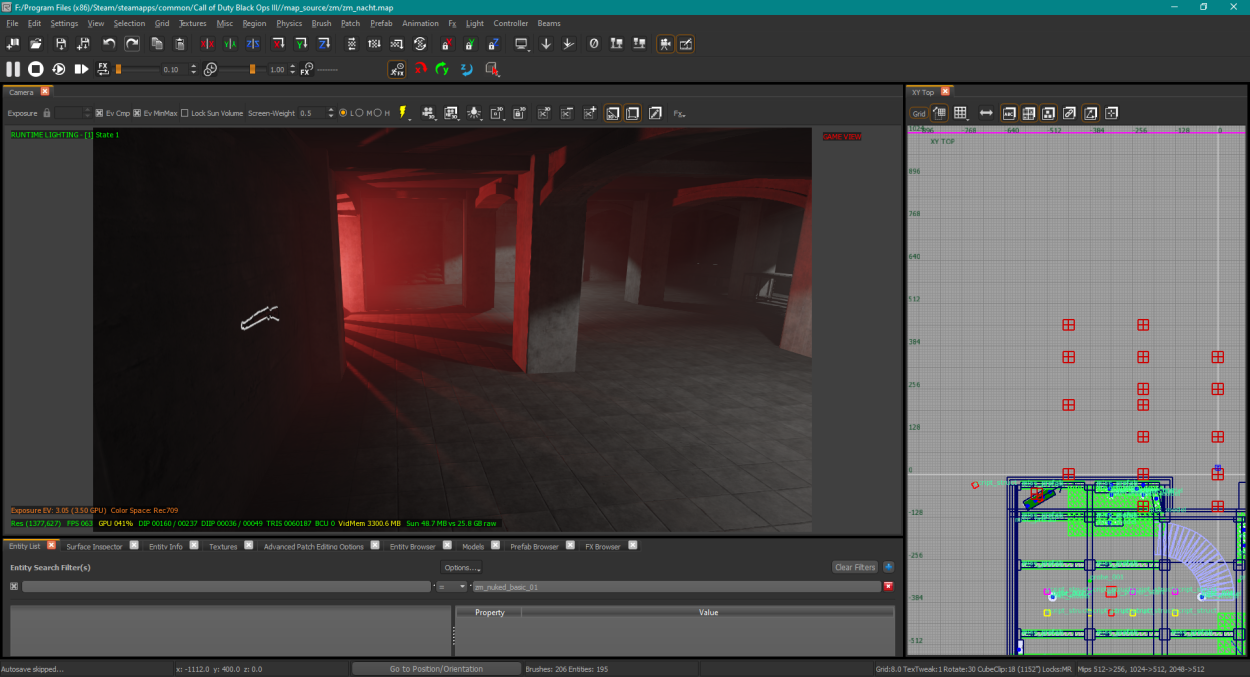 F:/Program Files (x86)/Steam/steamapps/common/Call of Duty Black Ops III//map_source/zm/zm_nacht.map
File Edit Settings View Selection Grid Textures Misc Region Physics Brush Patch Prefab Animation Fx Light Controller Beams
FX 0.10 1.00 FX
Camera
Exposure Ev Cmp Ev MinMax Lock Sun Volume Screen-Weight 0.5 L M H
RUNTIME LIGHTING - [1] State 1
GAME VIEW
Exposure EV: 3.05 (3.50 GPU) Color Space: Rec709
Res (1377,627) FPS 063 GPU 041% DIP 00160 / 00237 DIIP 00036 / 00049 TRIS 0060187 BCU 0 VidMem 3300.6 MB Sun 48.7 MB vs 25.8 GB raw
XY Top
Grid
1024 896 768 640 512 384 256 128 0
XY TOP
896
768
640
512
384
256
128
0
-128
-256
-384
-512
Entity List Surface Inspector Entity Info Textures Advanced Patch Editing Options Entity Browser Models Prefab Browser FX Browser
Entity Search Filter(s) Options... Clear Filters
= zm_nuked_basic_01
Property Value
Autosave skipped... x: -1112.0 y: 400.0 z: 0.0 Go to Position/Orientation Brushes: 206 Entities: 195 Grid:8.0 TexTweak:1 Rotate:30 CubeClip:18 (1152") Locks:MR. Mips 512->256, 1024->512, 2048->512